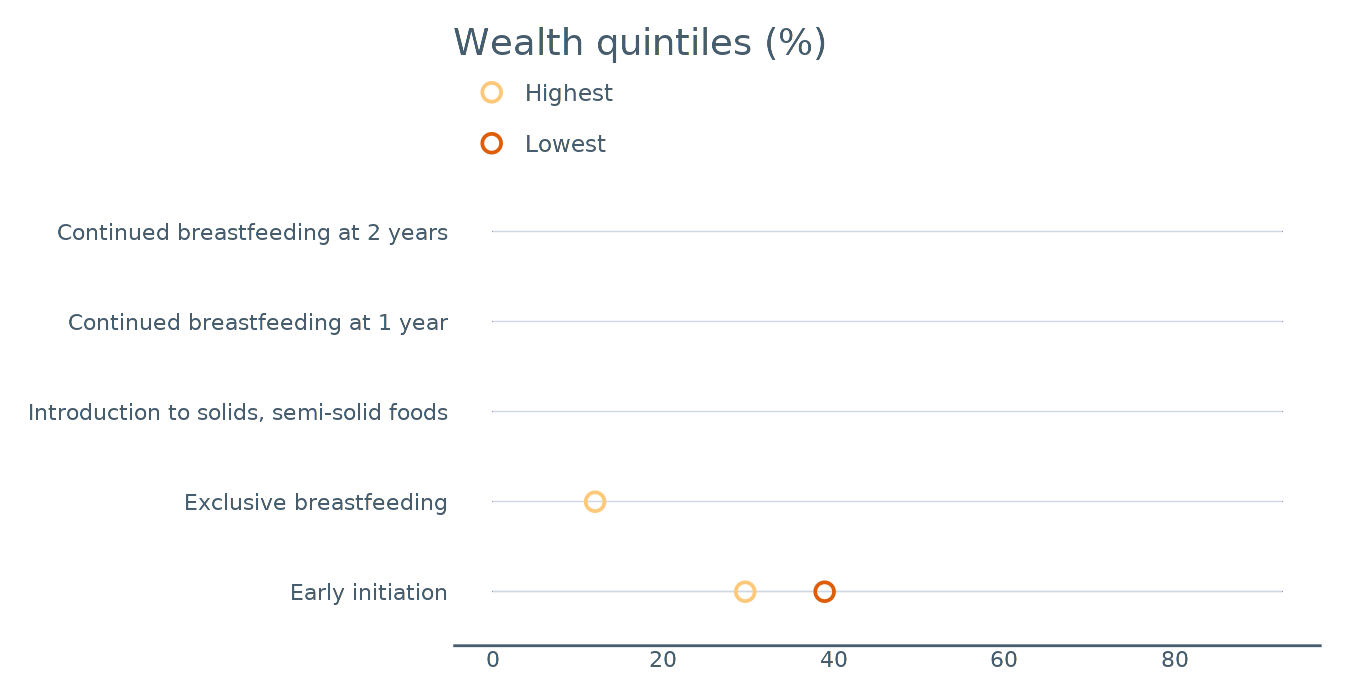 Wealth quintiles (%)
Highest
Lowest
Continued breastfeeding at 2 years
Continued breastfeeding at 1 year
Introduction to solids, semi-solid foods
Exclusive breastfeeding
Early initiation
0 20 40 60 80